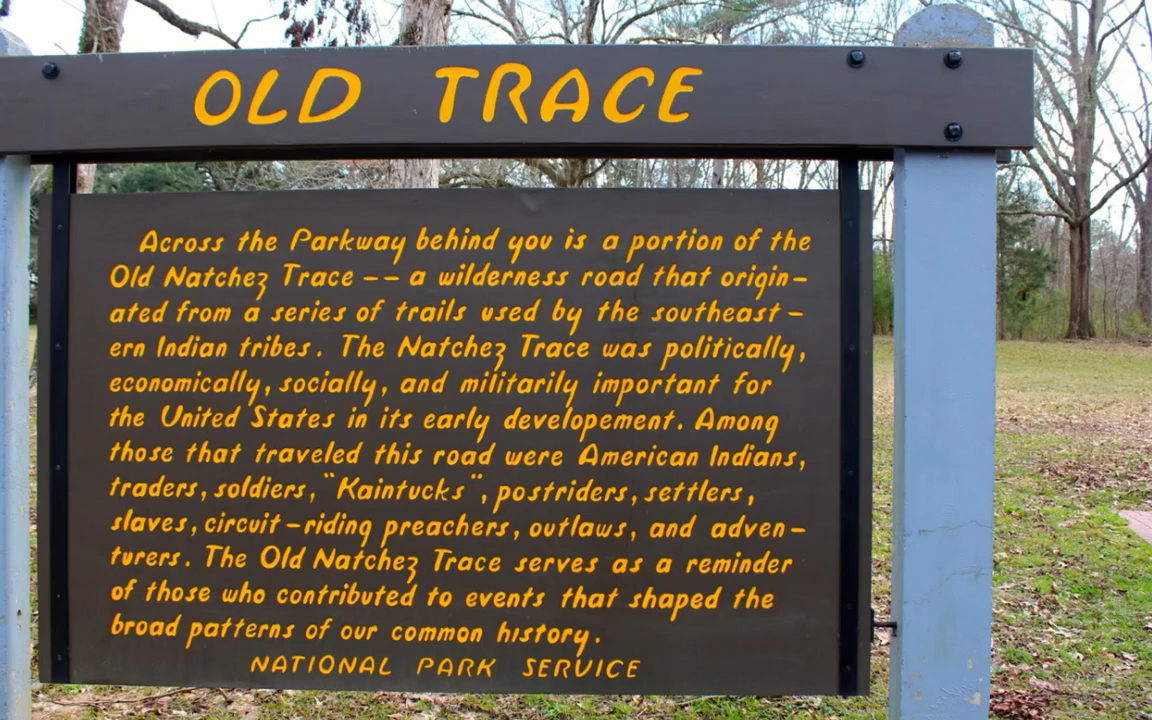 OLD TRACE
Across the Parkway behind you is a portion of the
Old Natchez Trace -- a wilderness road that origin-
ated from a series of trails used by the southeast-
ern Indian tribes. The Natchez Trace was politically,
economically, socially, and militarily important for
the United States in its early developement. Among
those that traveled this road were American Indians,
traders, soldiers, "Kaintucks", postriders, settlers,
slaves, circuit-riding preachers, outlaws, and adven-
turers. The Old Natchez Trace serves as a reminder
of those who contributed to events that shaped the
broad patterns of our common history.
NATIONAL PARK SERVICE